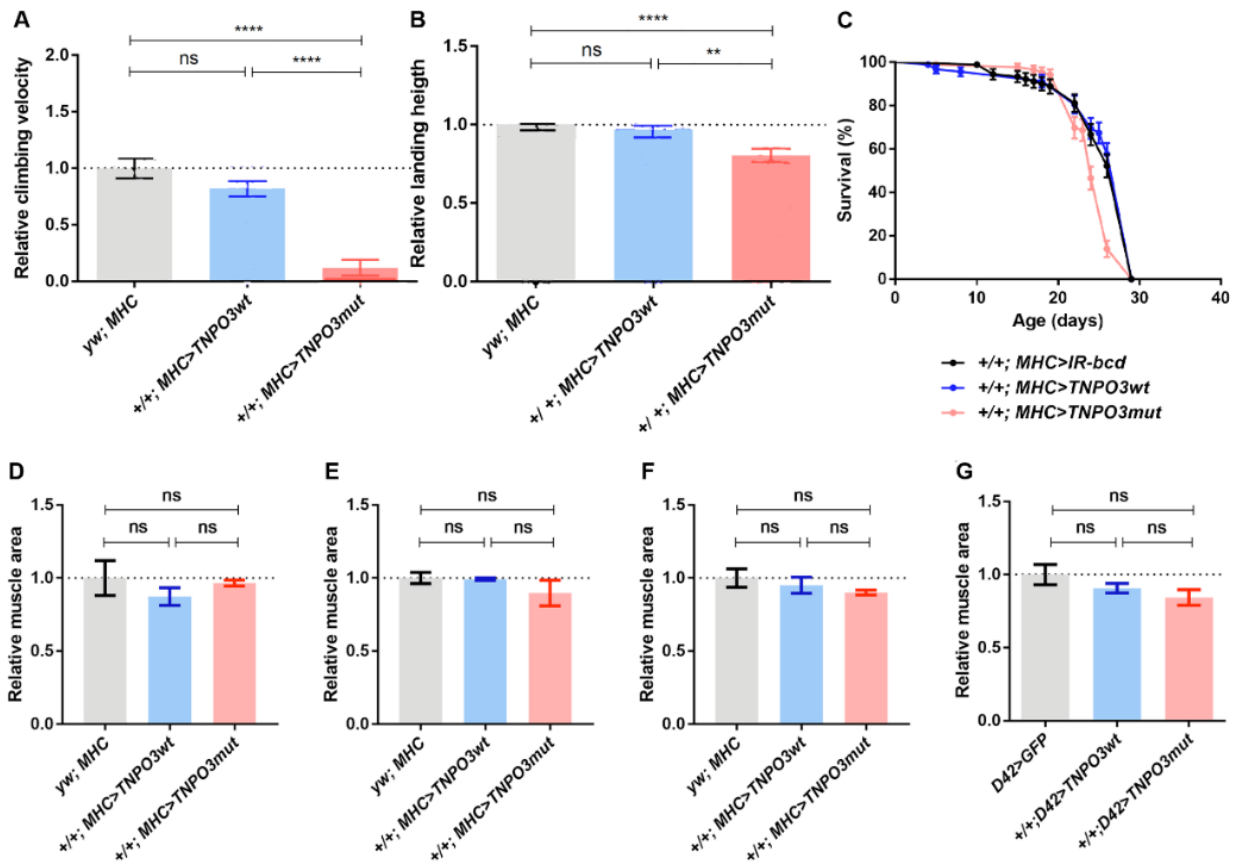 A
Relative climbing velocity
2.0
1.5
1.0
0.5
0.0
****
ns
****
yw; MHC
+/+; MHC>TNPO3wt
+/+; MHC>TNPO3mut
B
Relative landing heigth
1.5
1.0
0.5
0.0
****
ns
**
yw; MHC
+/ +; MHC>TNPO3wt
+/ +; MHC>TNPO3mut
C
Survival (%)
100
80
60
40
20
0
0
10
20
30
40
Age (days)
+/+; MHC>IR-bcd
+/+; MHC>TNPO3wt
+/+; MHC>TNPO3mut
D
Relative muscle area
1.5
1.0
0.5
0.0
ns
ns
ns
yw; MHC
+/+; MHC>TNPO3wt
+/+; MHC>TNPO3mut
E
Relative muscle area
1.5
1.0
0.5
0.0
ns
ns
ns
yw; MHC
+/+; MHC>TNPO3wt
+/+; MHC>TNPO3mut
F
Relative muscle area
1.5
1.0
0.5
0.0
ns
ns
ns
yw; MHC
+/+; MHC>TNPO3wt
+/+; MHC>TNPO3mut
G
Relative muscle area
1.5
1.0
0.5
0.0
ns
ns
ns
D42>GFP
+/+;D42>TNPO3wt
+/+;D42>TNPO3mut